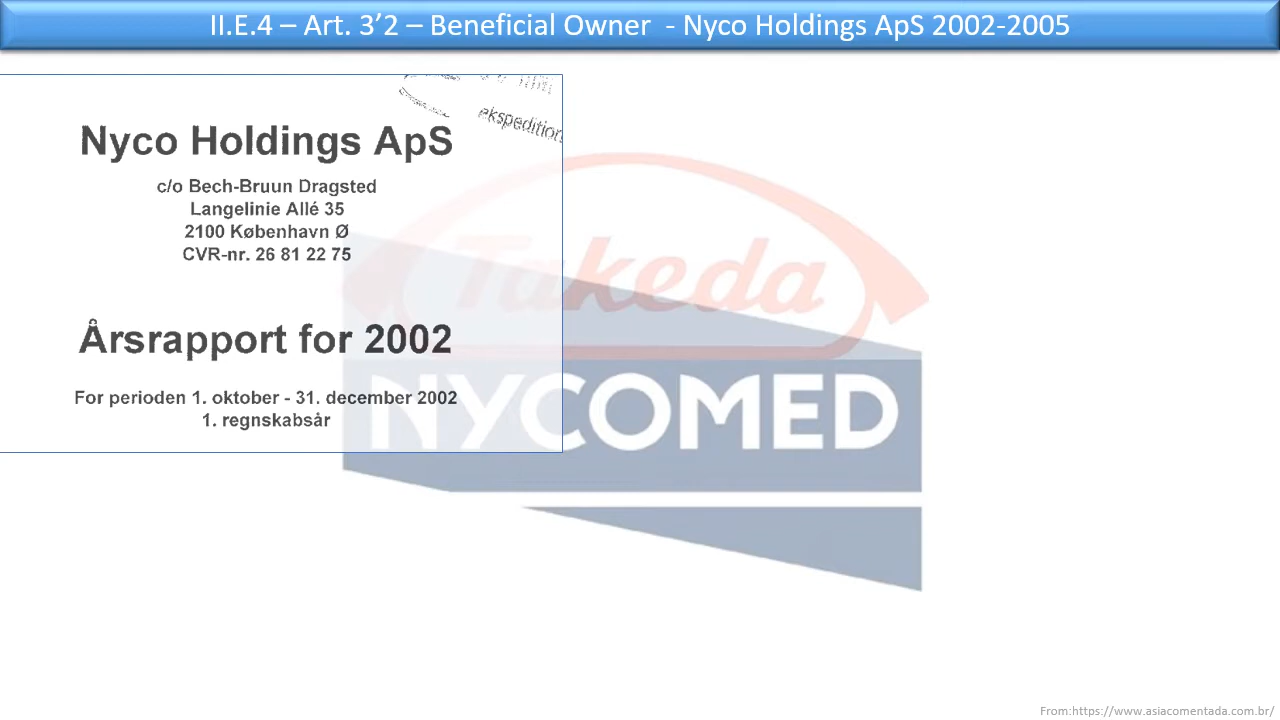 II.E.4 – Art. 3’2 – Beneficial Owner - Nyco Holdings ApS 2002-2005
ekspedition
Nyco Holdings ApS
c/o Bech-Bruun Dragsted
Langelinie Allé 35
2100 København Ø
CVR-nr. 26 81 22 75
Takeda
Årsrapport for 2002
For perioden 1. oktober - 31. december 2002
1. regnskabsår
NYCOMED
From:https://www.asiacomentada.com.br/